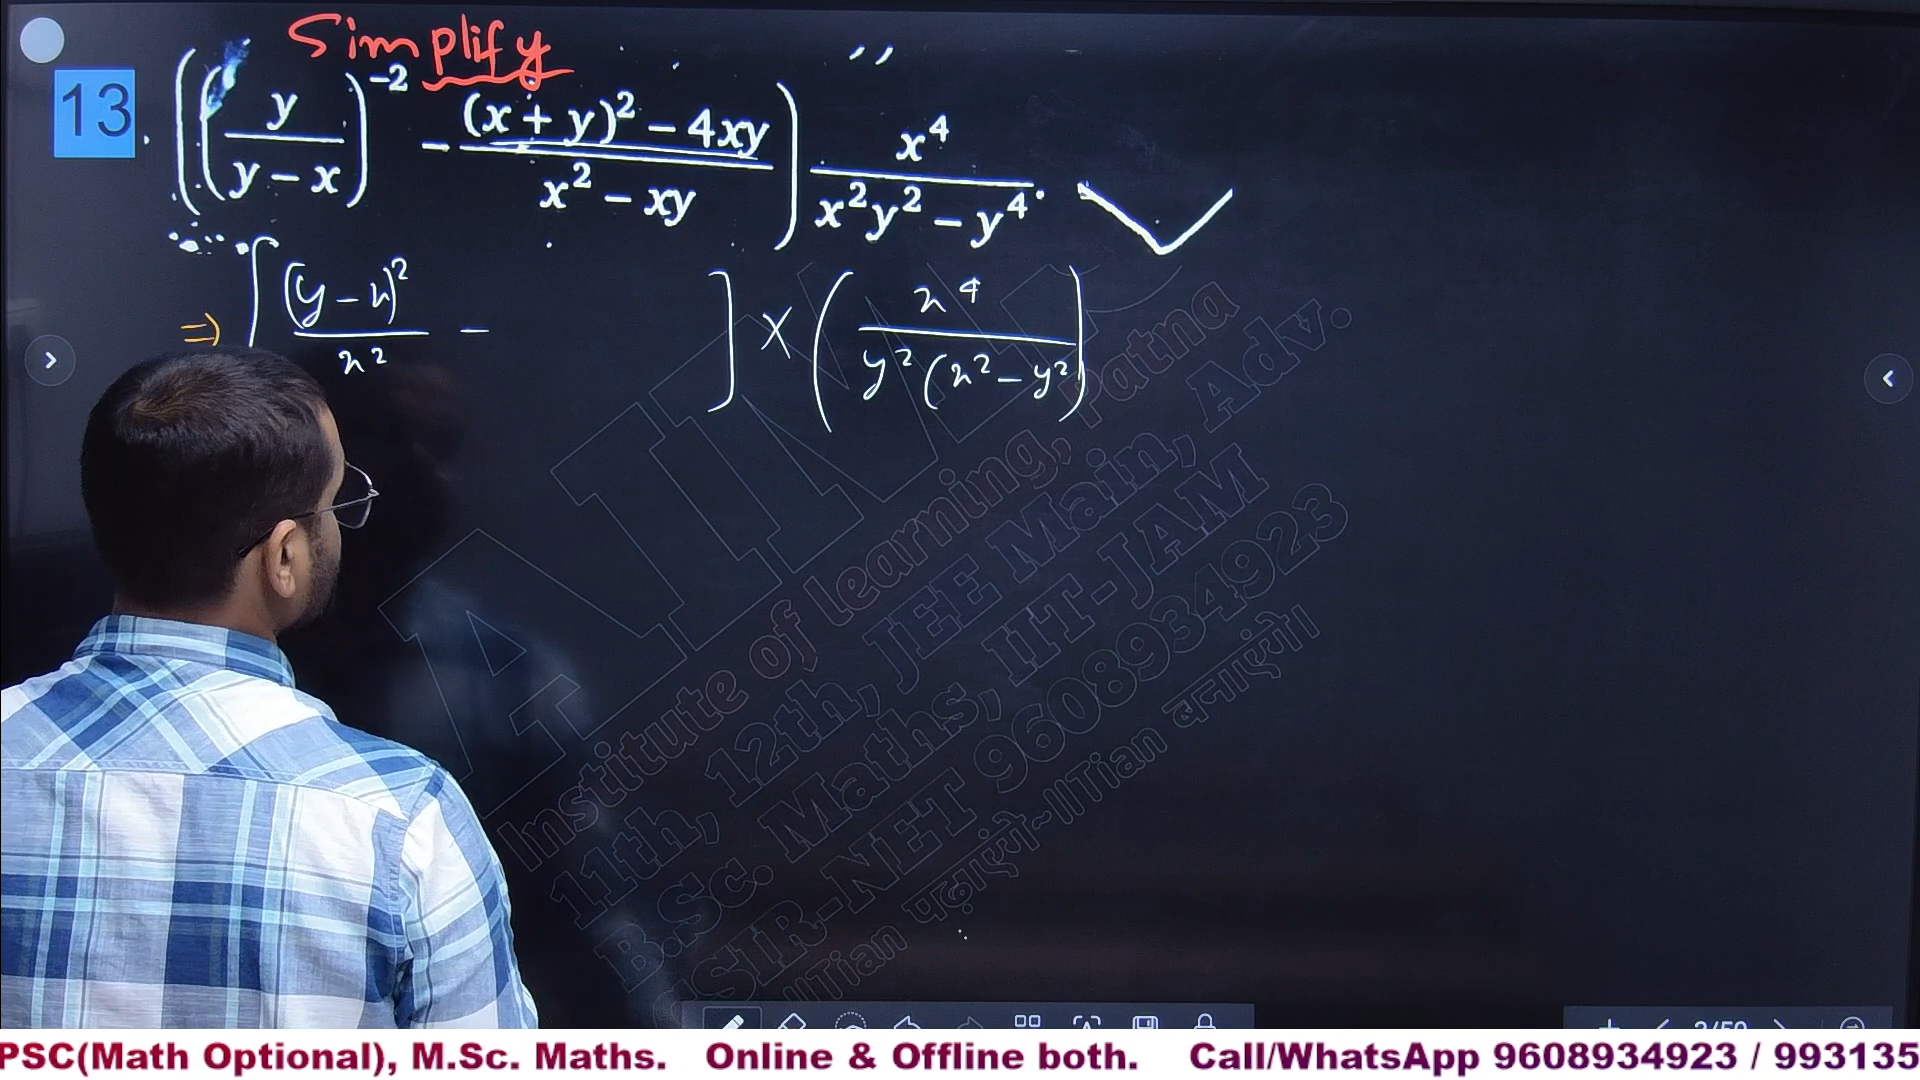 Simplify
13. ((y/(y − x))^−2 − ((x + y)^2 − 4xy)/(x^2 − xy)) x^4/(x^2y^2 − y^4).
⇒ [(y − x)^2/x^2 − ] × (x^4/(y^2(x^2 − y^2))
Institute of learning, Patna
11th, 12th, JEE Main, Adv.
B.Sc. Maths, IIT-JAM
CSIR-NET 9608934923
IITian पढ़ाएंगे~IITian बनाएंगे।
PSC(Math Optional), M.Sc. Maths. Online & Offline both. Call/WhatsApp 9608934923 / 993135